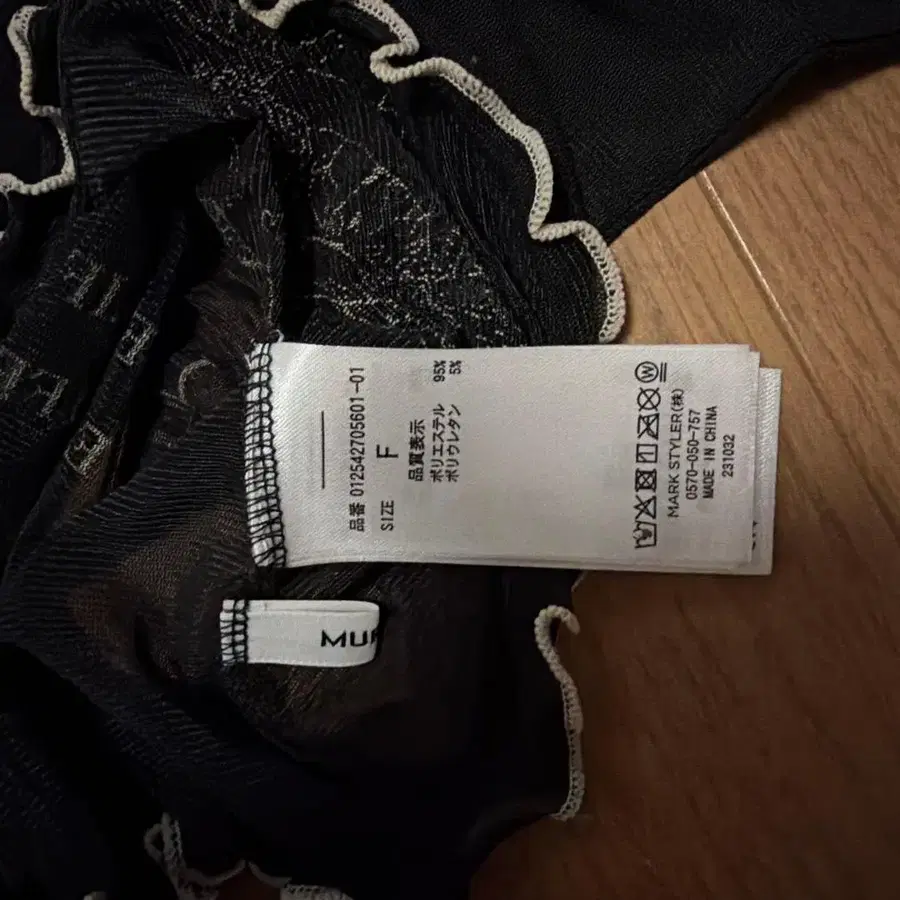 品番 012542705601-01
SIZE F
品質表示
ポリエステル 95%
ポリウレタン 5%
W
MARK STYLER(株)
0570-050-757
MADE IN CHINA
231032
MUR